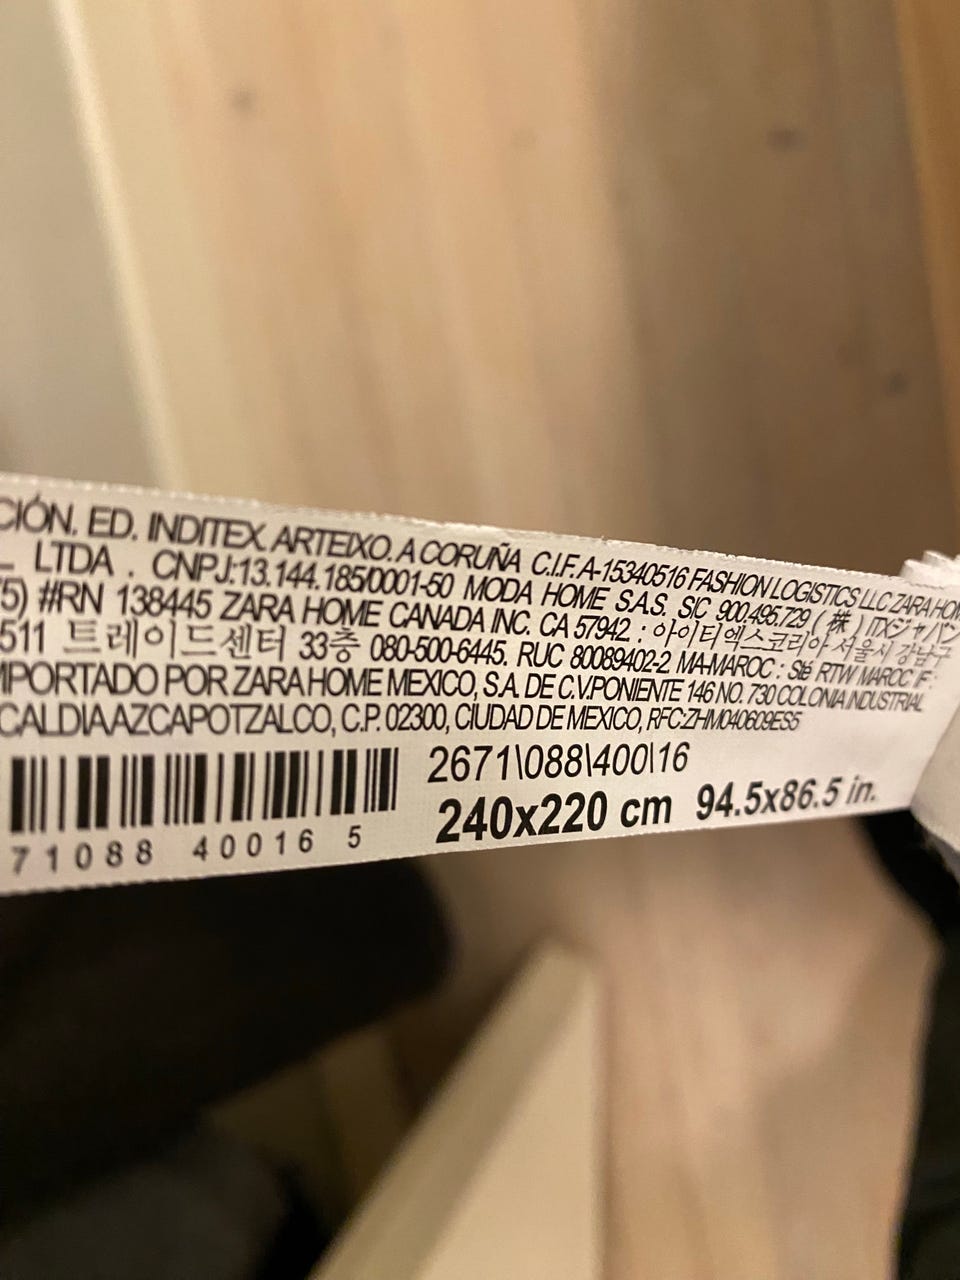 CIÓN. ED. INDITEX. ARTEIXO. A CORUÑA C.I.F. A-15340516 FASHION LOGISTICS LLC ZARA HOM
LTDA . CNPJ:13.144.185/0001-50 MODA HOME S.A.S. SIC 900.495.729 (株) ITXジャパン
5) #RN 138445 ZARA HOME CANADA INC. CA 57942 : 아이티엑스코리아 서울시 강남구
511 트레이드센터 33층 080-500-6445. RUC 80089402-2 MA-MAROC : Sté RTW MAROC IF :
IMPORTADO POR ZARA HOME MEXICO, S.A. DE C.V.PONIENTE 146 NO. 730 COLONIA INDUSTRIAL
CALDIA AZCAPOTZALCO, C.P. 02300, CIUDAD DE MEXICO, RFC:ZHM040609ES5
2671\088\400\16
240x220 cm 94.5x86.5 in.
71088 40016 5